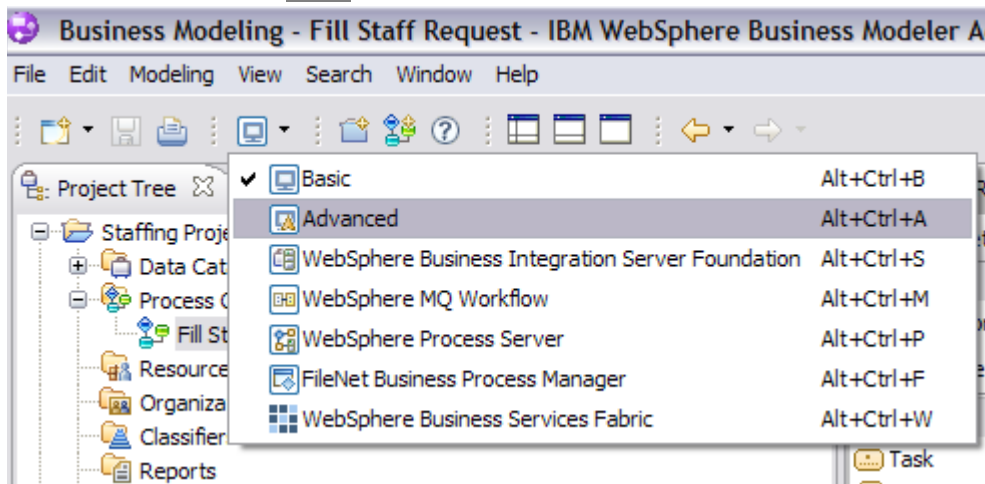 Business Modeling - Fill Staff Request - IBM WebSphere Business Modeler A
File Edit Modeling View Search Window Help
Project Tree
Basic Alt+Ctrl+B
Advanced Alt+Ctrl+A
Staffing Proje
WebSphere Business Integration Server Foundation Alt+Ctrl+S
Data Cat
WebSphere MQ Workflow Alt+Ctrl+M
Process C
WebSphere Process Server Alt+Ctrl+P
Fill St
FileNet Business Process Manager Alt+Ctrl+F
Resource
WebSphere Business Services Fabric Alt+Ctrl+W
Organiza
Classifier
Reports
Task